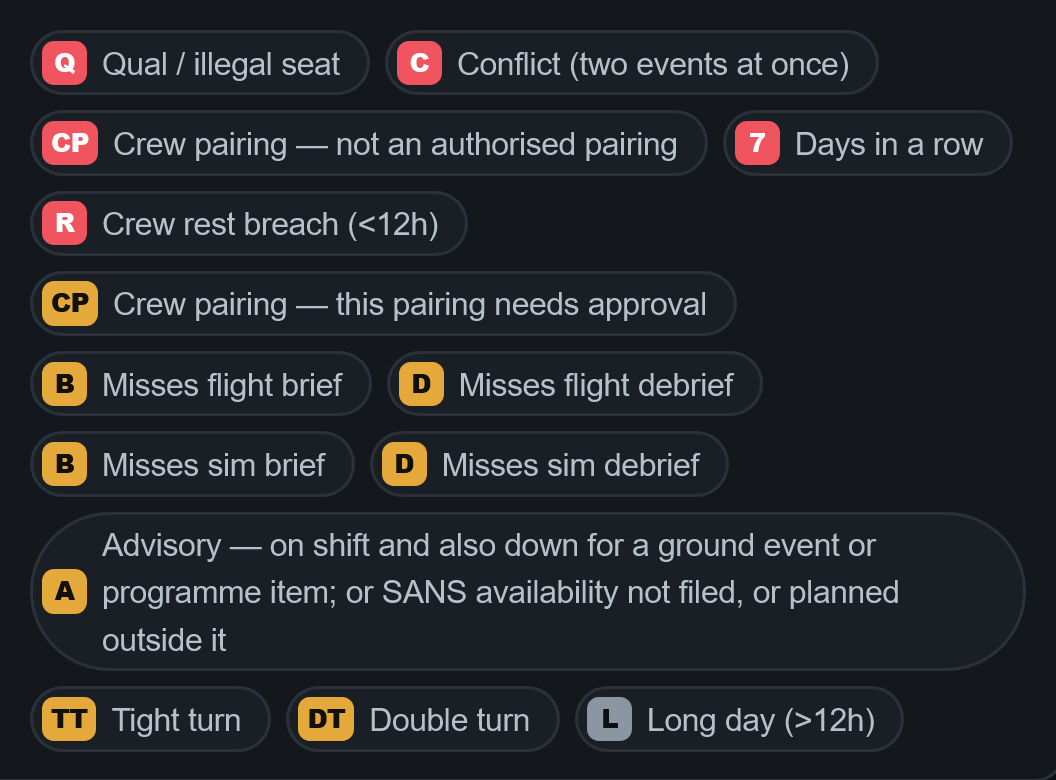 Q Qual / illegal seat C Conflict (two events at once)
CP Crew pairing — not an authorised pairing 7 Days in a row
R Crew rest breach (<12h)
CP Crew pairing — this pairing needs approval
B Misses flight brief D Misses flight debrief
B Misses sim brief D Misses sim debrief
Advisory — on shift and also down for a ground event or
A programme item; or SANS availability not filed, or planned
outside it
TT Tight turn DT Double turn L Long day (>12h)